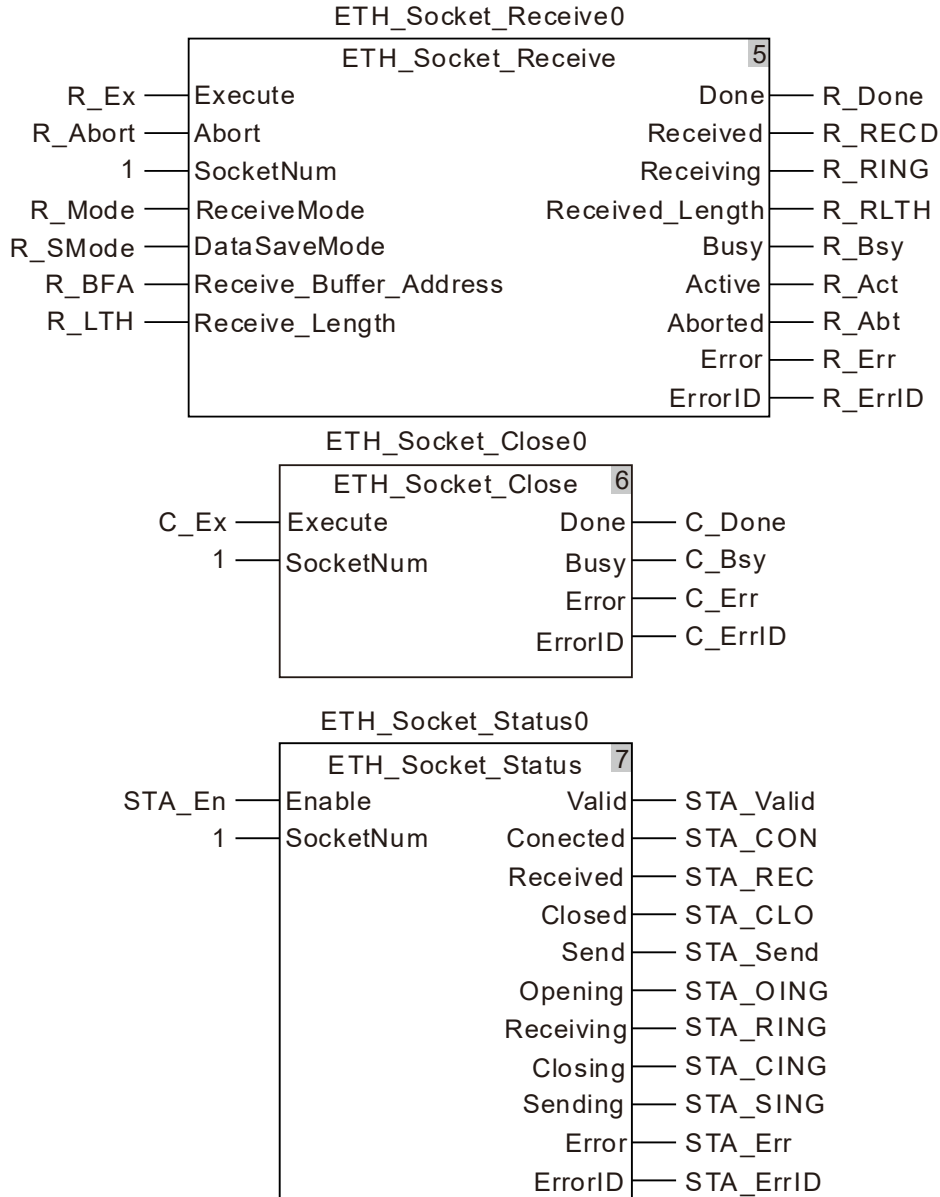 ETH_Socket_Receive0
ETH_Socket_Receive 5
R_Ex Execute Done R_Done
R_Abort Abort Received R_RECD
1 SocketNum Receiving R_RING
R_Mode ReceiveMode Received_Length R_RLTH
R_SMode DataSaveMode Busy R_Bsy
R_BFA Receive_Buffer_Address Active R_Act
R_LTH Receive_Length Aborted R_Abt
Error R_Err
ErrorID R_ErrID
ETH_Socket_Close0
ETH_Socket_Close 6
C_Ex Execute Done C_Done
1 SocketNum Busy C_Bsy
Error C_Err
ErrorID C_ErrID
ETH_Socket_Status0
ETH_Socket_Status 7
STA_En Enable Valid STA_Valid
1 SocketNum Conected STA_CON
Received STA_REC
Closed STA_CLO
Send STA_Send
Opening STA_OING
Receiving STA_RING
Closing STA_CING
Sending STA_SING
Error STA_Err
ErrorID STA_ErrID